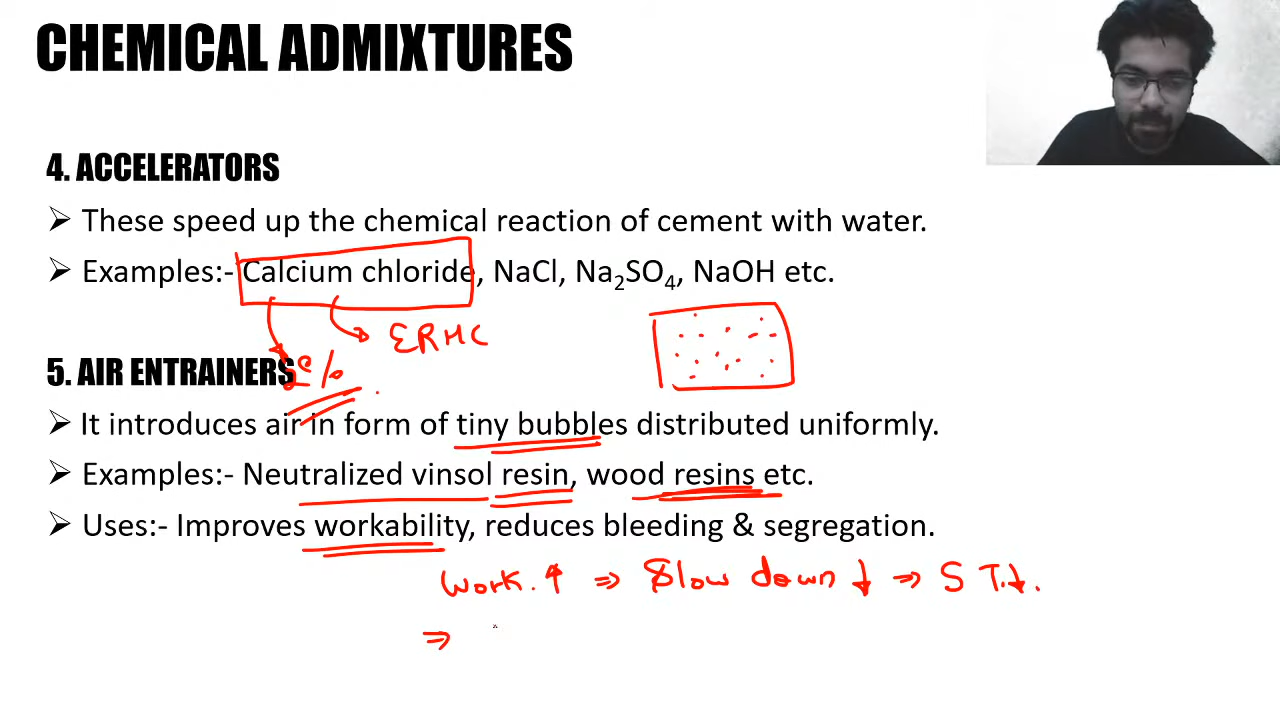 CHEMICAL ADMIXTURES
4. ACCELERATORS
➢ These speed up the chemical reaction of cement with water.
➢ Examples:- Calcium chloride, NaCl, Na₂SO₄, NaOH etc.
ERHC
2%
5. AIR ENTRAINERS
➢ It introduces air in form of tiny bubbles distributed uniformly.
➢ Examples:- Neutralized vinsol resin, wood resins etc.
➢ Uses:- Improves workability, reduces bleeding & segregation.
Work. ↑ ⇒ Slow down ↓ ⇒ S T.↓.
⇒